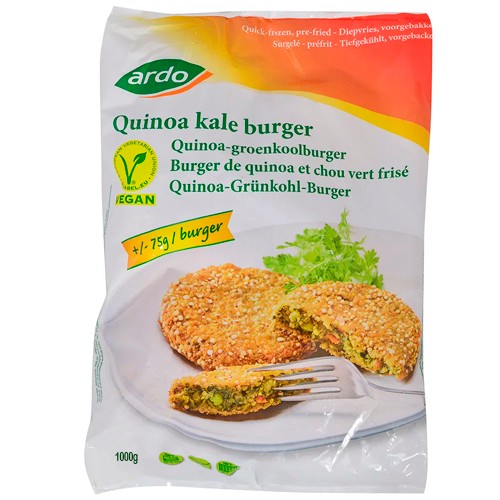 Quick-frozen, pre-fried - Diepvries, voorgebakken
Surgelé - préfrit - Tiefgekühlt, vorgebacken
ardo
Quinoa kale burger
Quinoa-groenkoolburger
Burger de quinoa et chou vert frisé
Quinoa-Grünkohl-Burger
VEGAN
+/- 75g / burger
1000g